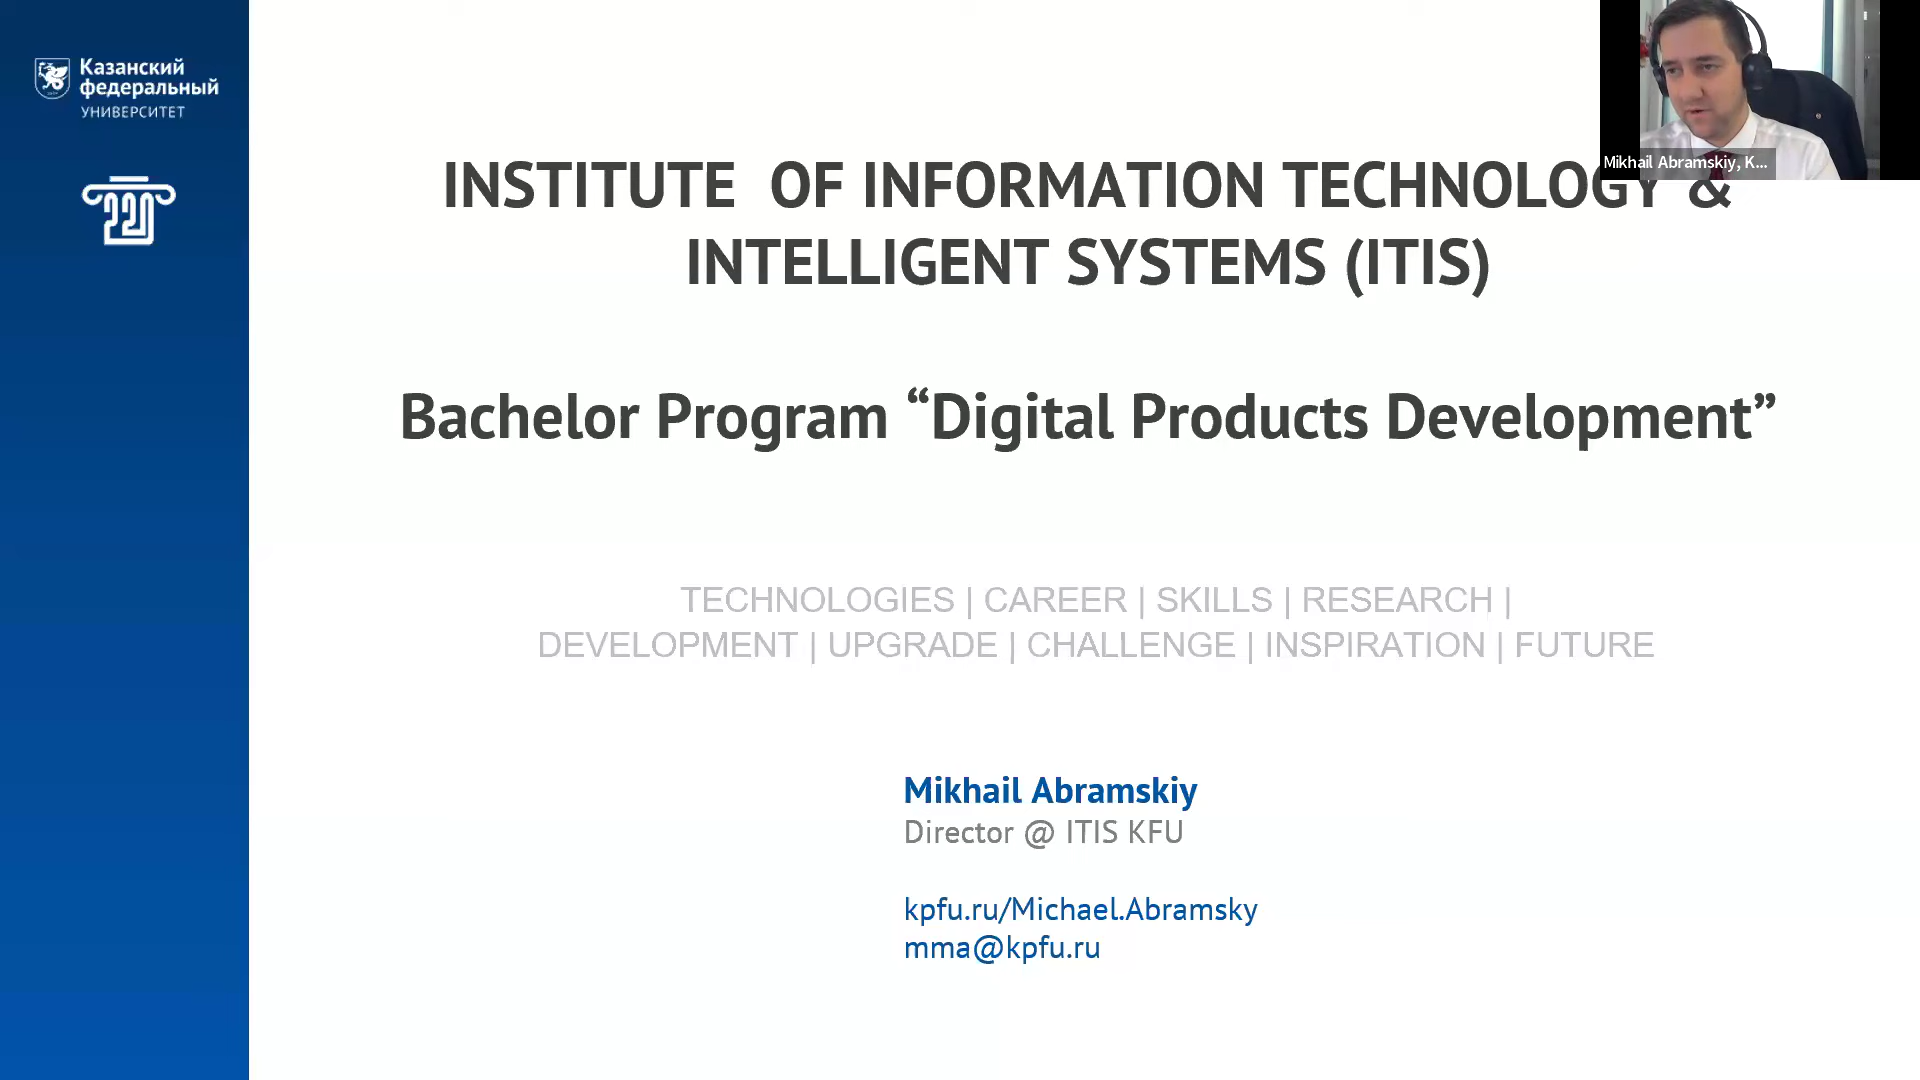 Казанский
федеральный
УНИВЕРСИТЕТ
220
INSTITUTE OF INFORMATION TECHNOLOGY &
INTELLIGENT SYSTEMS (ITIS)
Bachelor Program “Digital Products Development”
TECHNOLOGIES | CAREER | SKILLS | RESEARCH |
DEVELOPMENT | UPGRADE | CHALLENGE | INSPIRATION | FUTURE
Mikhail Abramskiy
Director @ ITIS KFU
kpfu.ru/Michael.Abramsky
mma@kpfu.ru
Mikhail Abramskiy, K...